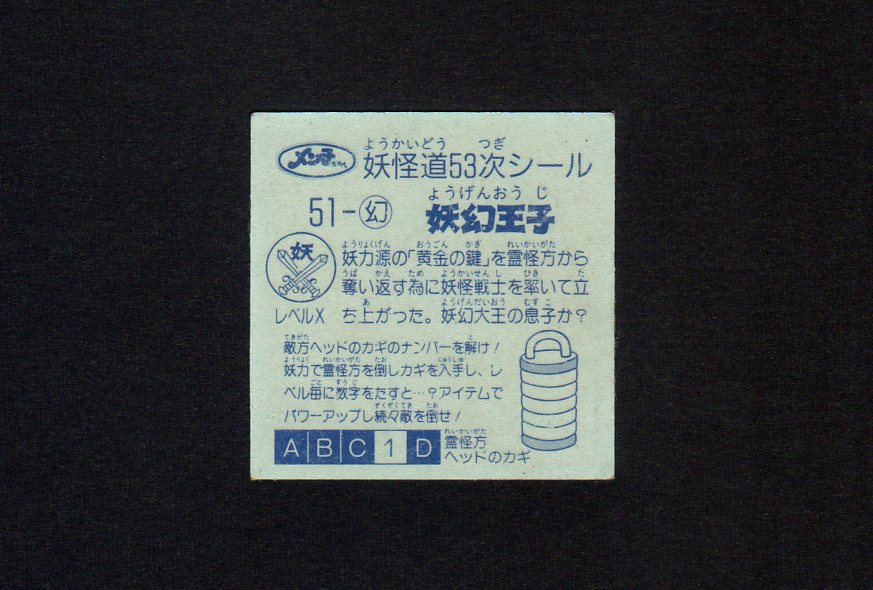 メン子ちゃん
ようかいどう つぎ
妖怪道53次シール
ようげんおうじ
51-幻 妖幻王子
妖
レベルX
ようりょくげん おうごん かぎ れいかいがた
妖力源の「黄金の鍵」を霊怪方から
うば かえ ため ようかいせんし ひき た
奪い返す為に妖怪戦士を率いて立
あ ようげんだいおう むすこ
ち上がった。妖幻大王の息子か?
てきがた と
敵方ヘッドのカギのナンバーを解け!
ようりょく れいかいがた たお にゅうしゅ
妖力で霊怪方を倒しカギを入手し、レ
ごと すうじ
ベル毎に数字をたすと…?アイテムで
ぞくぞくてき たお
パワーアップし続々敵を倒せ!
A B C 1 D
れいかいがた
霊怪方
ヘッドのカギ